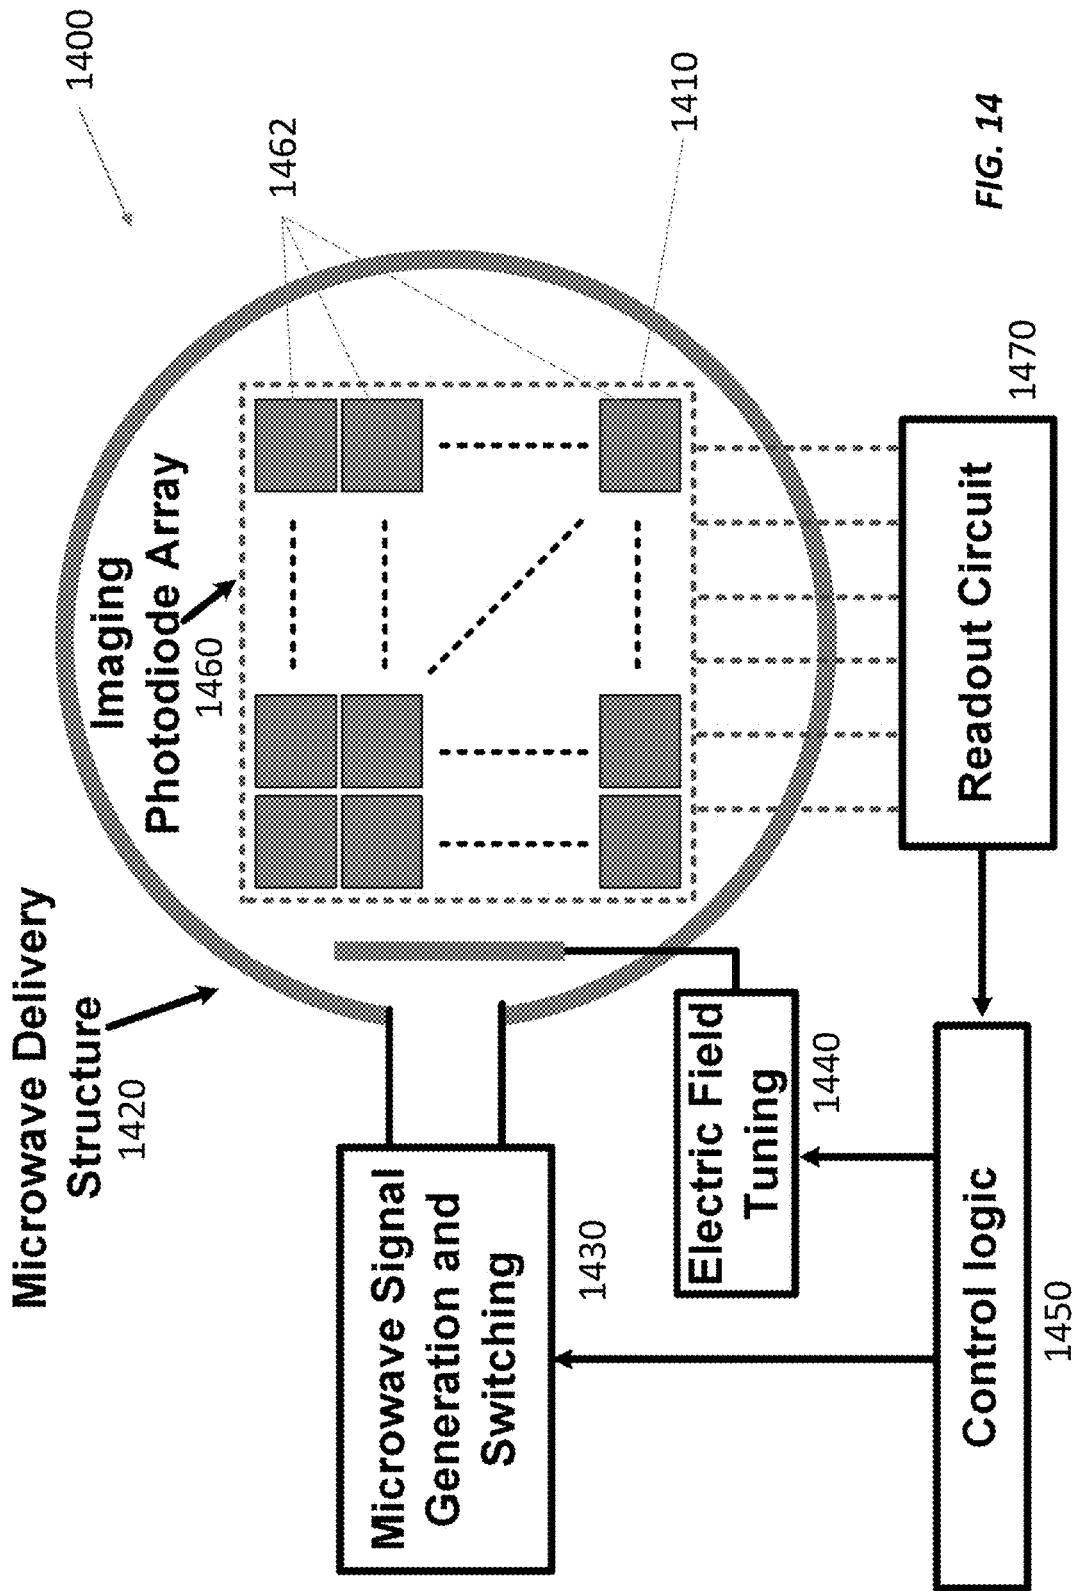 1400
Microwave Delivery
Structure
1420
Imaging
Photodiode Array
1460
1462
1410
Microwave Signal
Generation and
Switching
1430
Electric Field
Tuning
1440
Control logic
1450
Readout Circuit
1470
FIG. 14